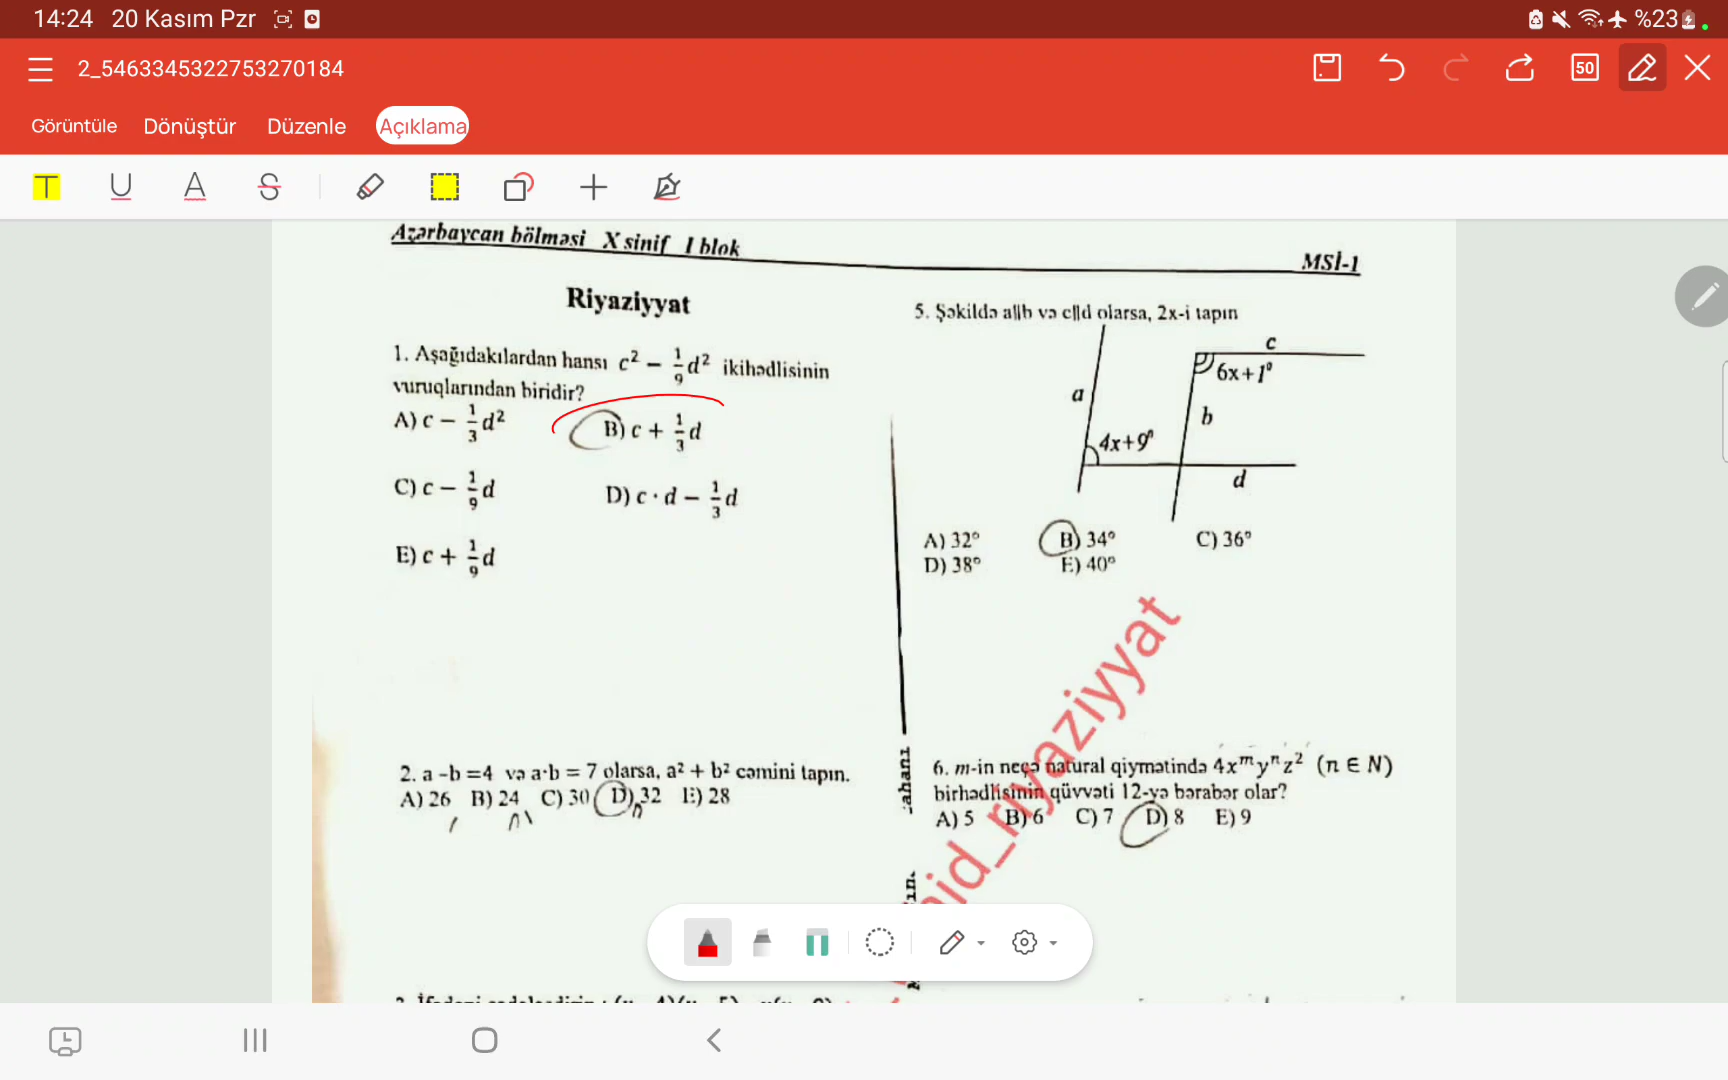 14:24 20 Kasım Pzr
%23
2_5463345322753270184
50
Görüntüle Dönüştür Düzenle Açıklama
Azərbaycan bölməsi X sinif I blok
MSİ-1
Riyaziyyat
1. Aşağıdakılardan hansı c² − 1/9 d² ikihədlisinin
vuruqlarından biridir?
A) c − 1/3 d² B) c + 1/3 d
C) c − 1/9 d D) c · d − 1/3 d
E) c + 1/9 d
2. a -b =4 və a·b = 7 olarsa, a² + b² cəmini tapın.
A) 26 B) 24 C) 30 D) 32 E) 28
5. Şəkildə a||b və c||d olarsa, 2x-i tapın
c
6x+1°
a
b
4x+9°
d
A) 32° B) 34° C) 36°
D) 38° E) 40°
6. m-in neçə natural qiymətində 4xᵐyⁿz² (n ∈ N)
birhədlisinin qüvvəti 12-yə bərabər olar?
A) 5 B) 6 C) 7 D) 8 E) 9
_riyaziyyat